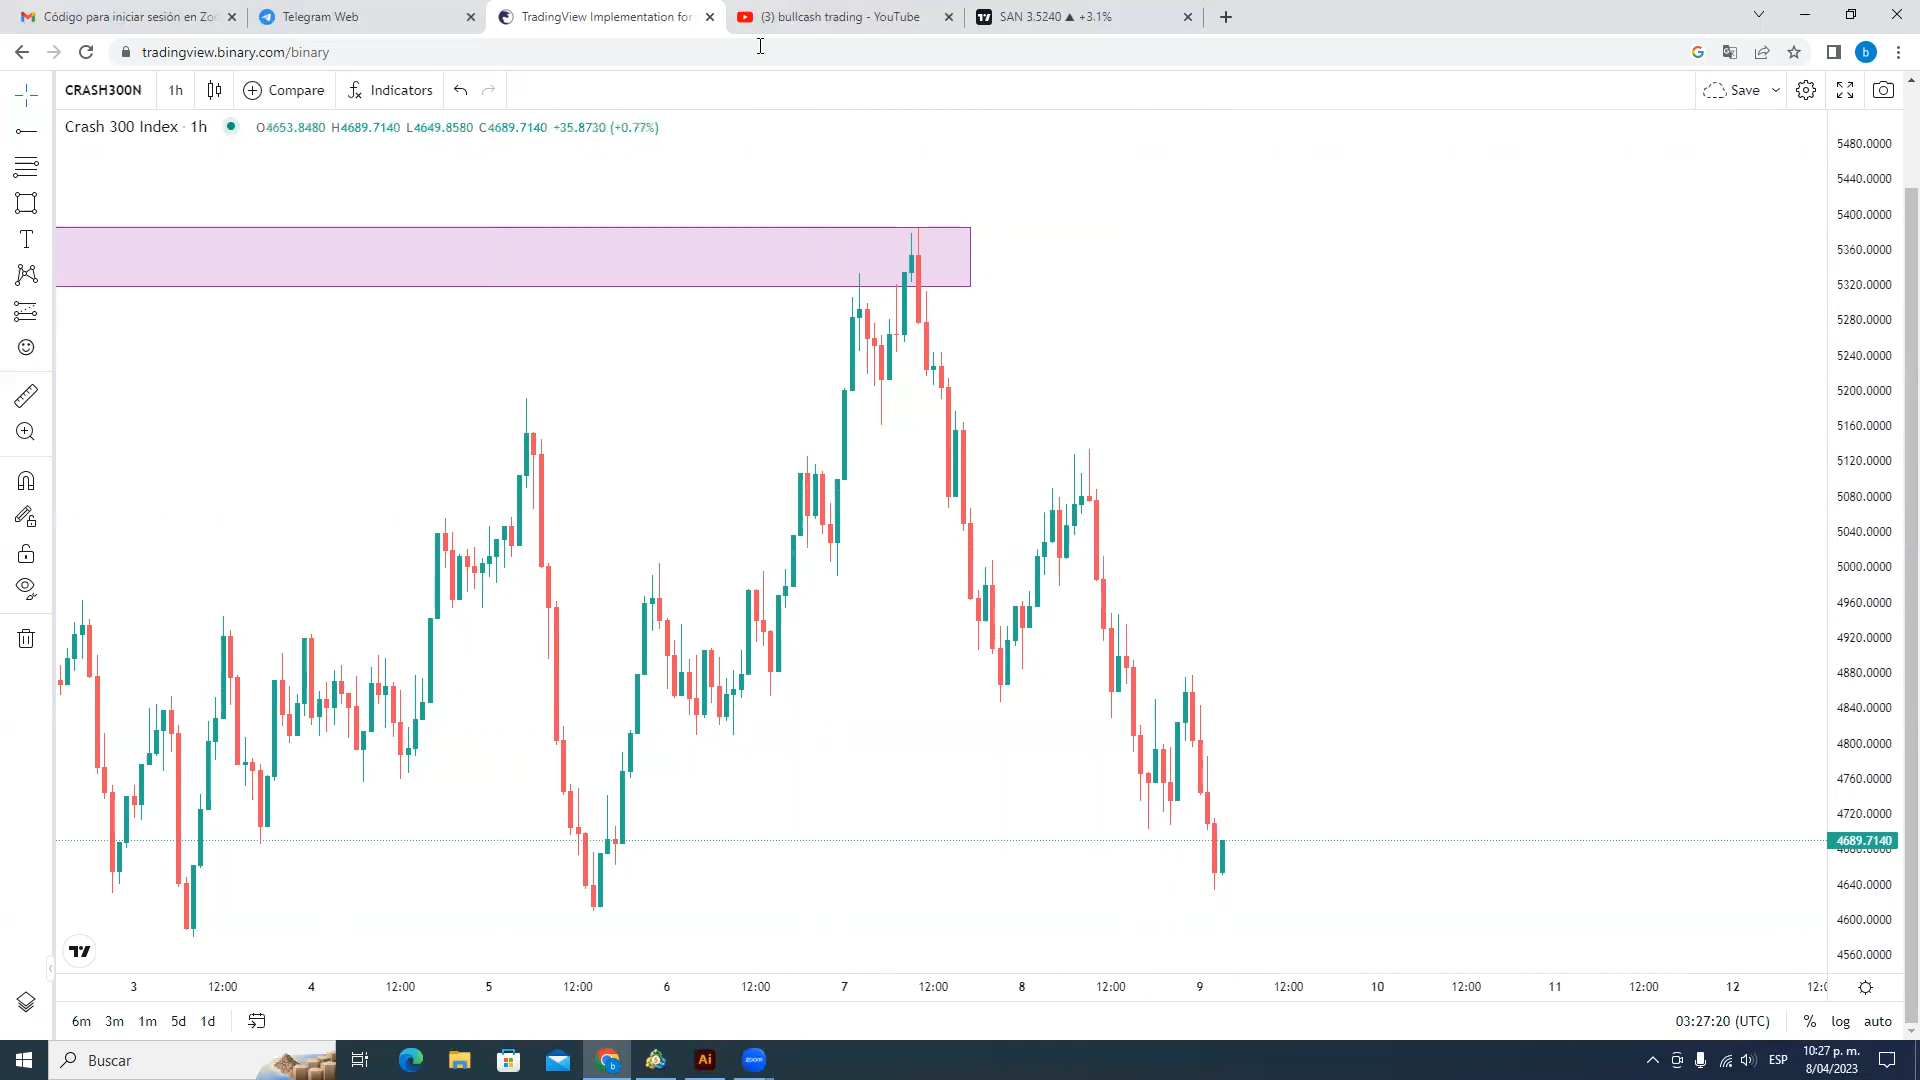 Código para iniciar sesión en Zoo
Telegram Web
TradingView Implementation for
(3) bullcash trading - YouTube
SAN 3.5240 ▲ +3.1%
tradingview.binary.com/binary
b
CRASH300N
1h
Compare
Indicators
Save
Crash 300 Index · 1h
O4653.8480 H4689.7140 L4649.8580 C4689.7140 +35.8730 (+0.77%)
5480.0000
5440.0000
5400.0000
5360.0000
5320.0000
5280.0000
5240.0000
5200.0000
5160.0000
5120.0000
5080.0000
5040.0000
5000.0000
4960.0000
4920.0000
4880.0000
4840.0000
4800.0000
4760.0000
4720.0000
4689.7140
4640.0000
4600.0000
4560.0000
3 12:00 4 12:00 5 12:00 6 12:00 7 12:00 8 12:00 9 12:00 10 12:00 11 12:00 12
6m 3m 1m 5d 1d
03:27:20 (UTC)
% log auto
Buscar
Ai
zoom
ESP
10:27 p. m.
8/04/2023